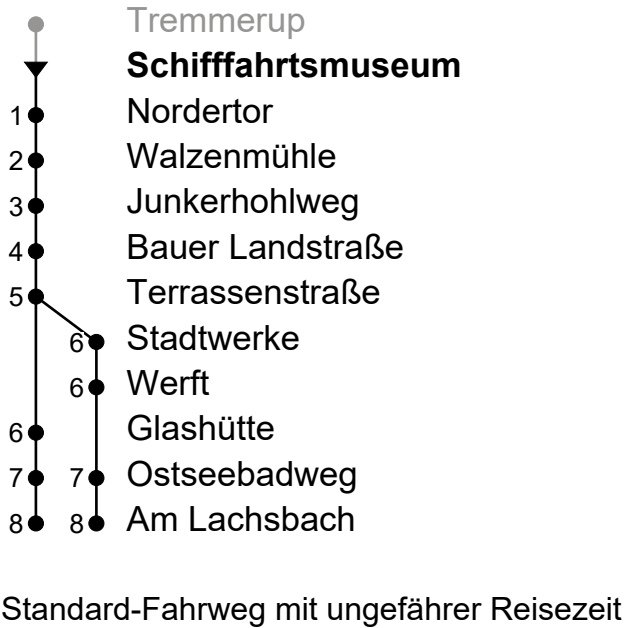 Tremmerup
Schifffahrtsmuseum
1 Nordertor
2 Walzenmühle
3 Junkerhohlweg
4 Bauer Landstraße
5 Terrassenstraße
6 Stadtwerke
6 Werft
6 Glashütte
7 7 Ostseebadweg
8 8 Am Lachsbach
Standard-Fahrweg mit ungefährer Reisezeit